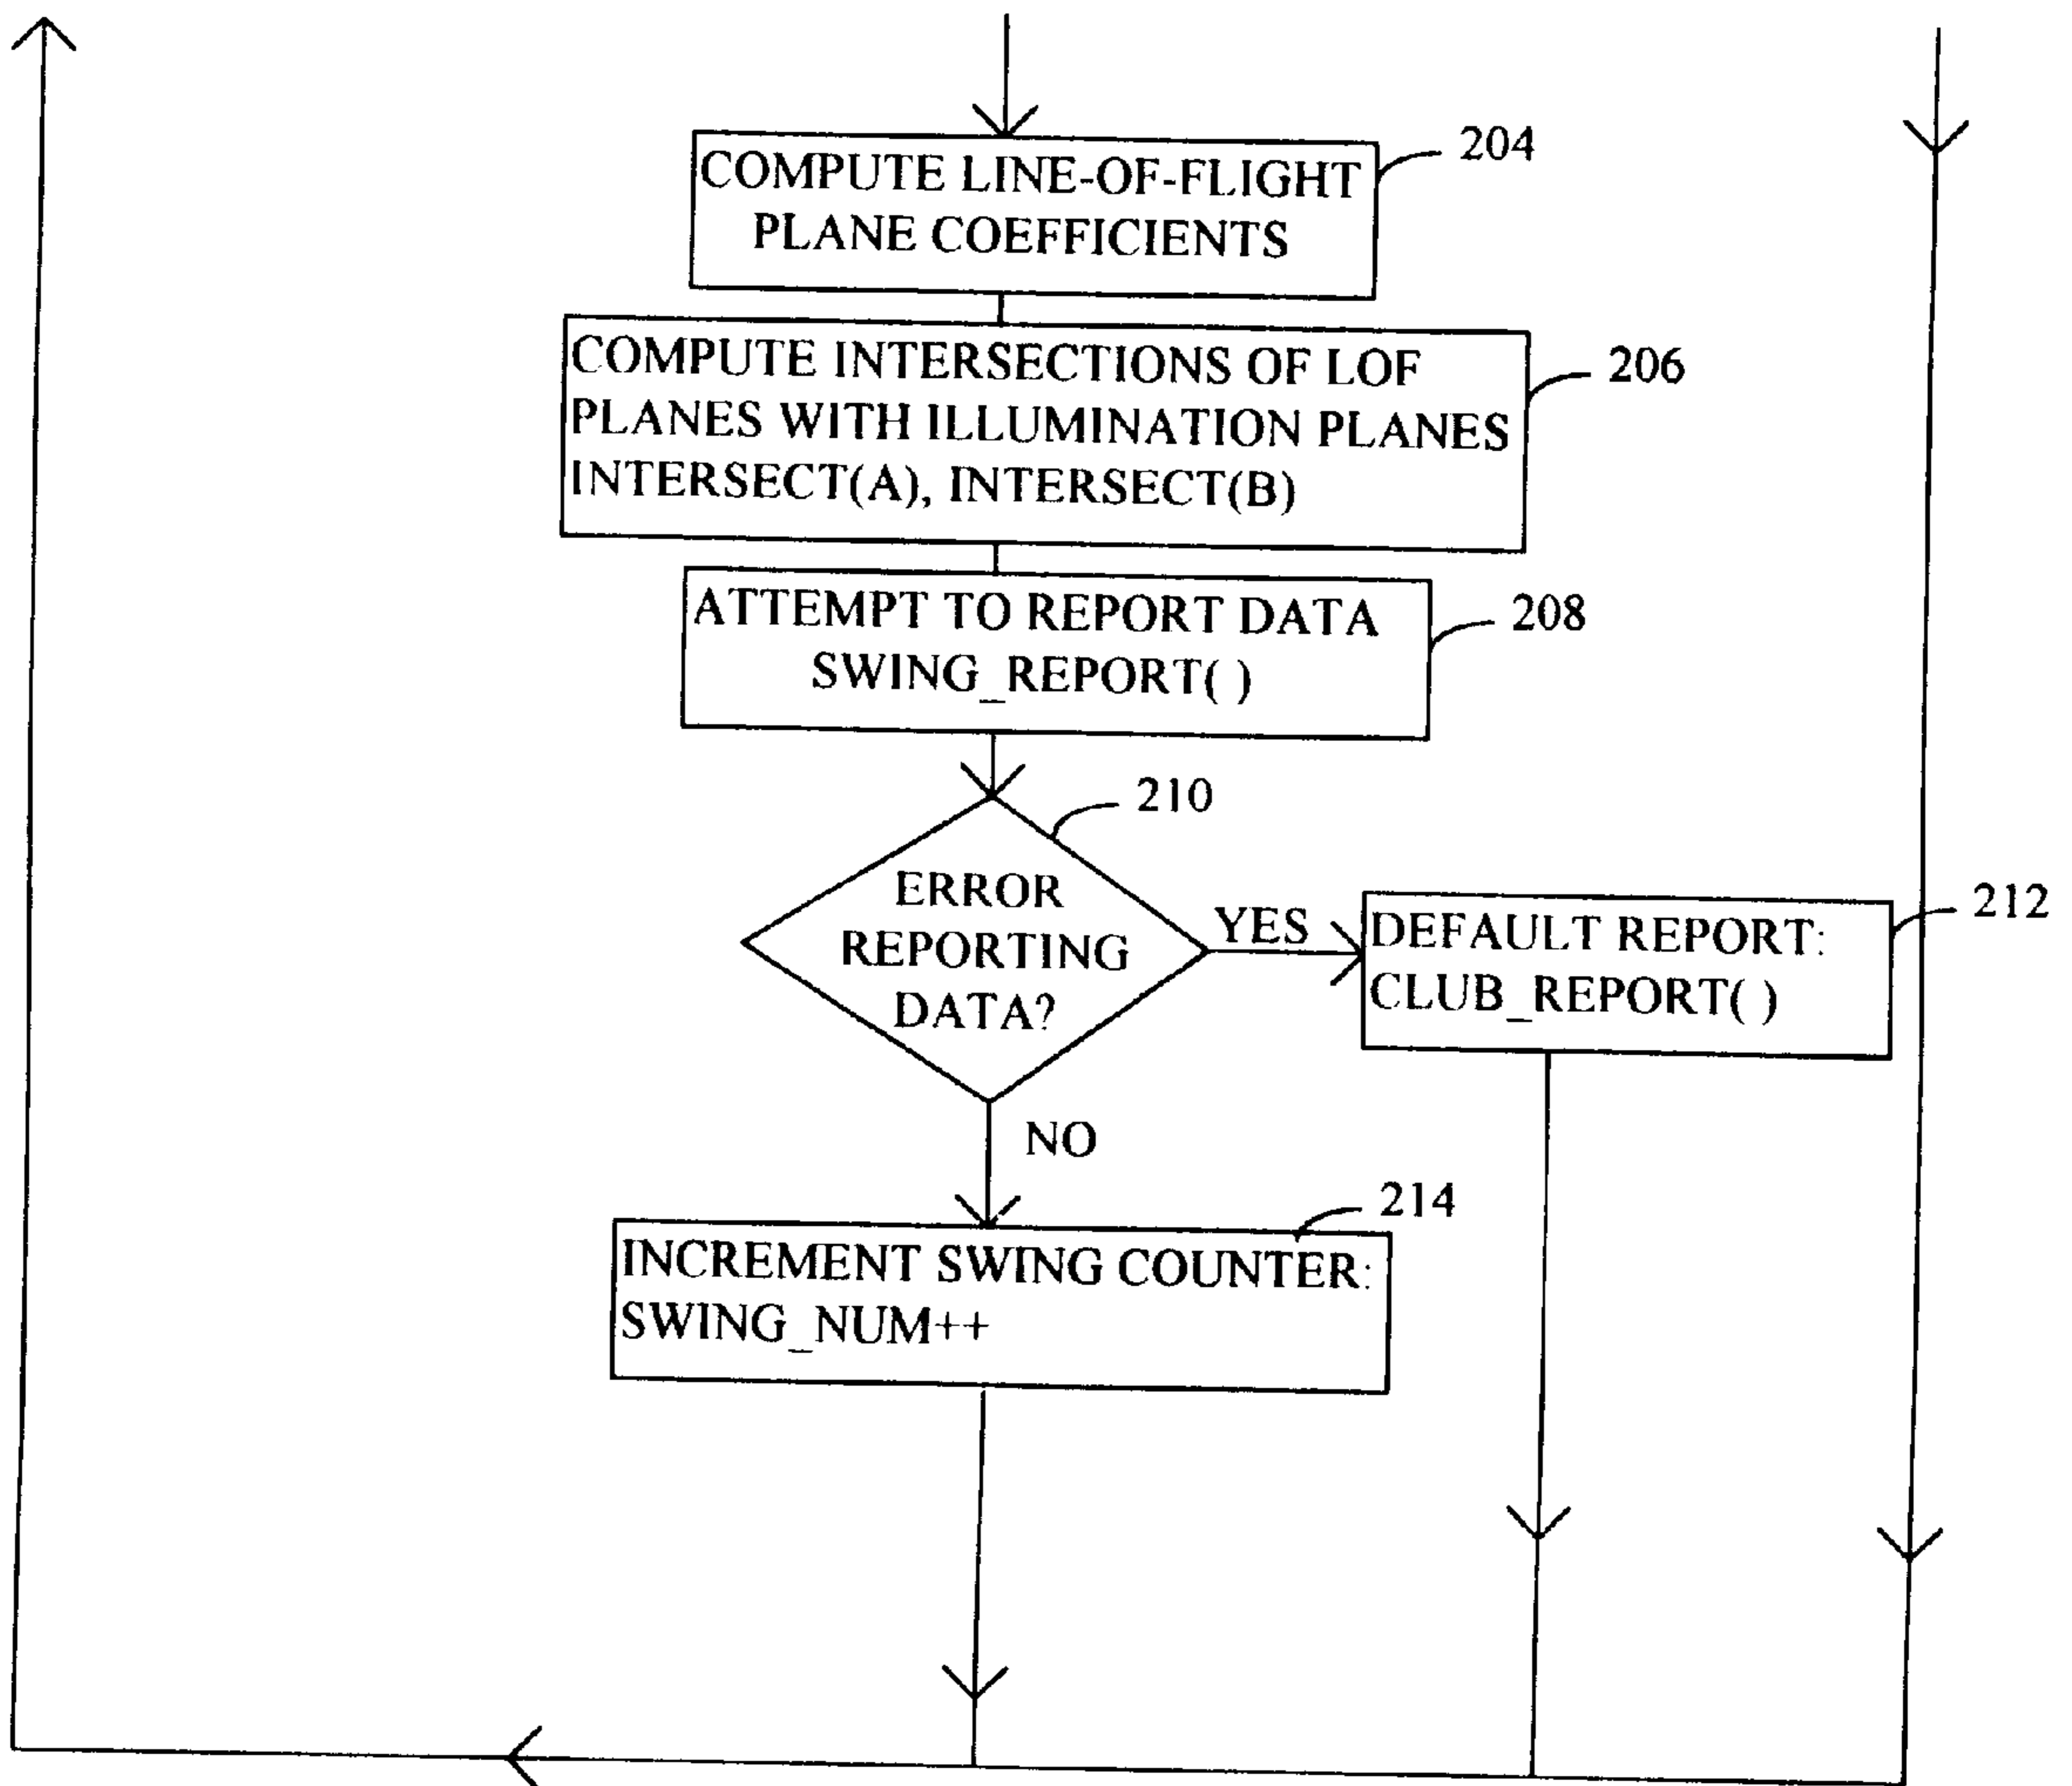 204
COMPUTE LINE-OF-FLIGHT
PLANE COEFFICIENTS
206
COMPUTE INTERSECTIONS OF LOF
PLANES WITH ILLUMINATION PLANES
INTERSECT(A), INTERSECT(B)
208
ATTEMPT TO REPORT DATA
SWING_REPORT( )
210
ERROR
REPORTING
DATA?
YES
212
DEFAULT REPORT:
CLUB_REPORT( )
NO
214
INCREMENT SWING COUNTER:
SWING_NUM++